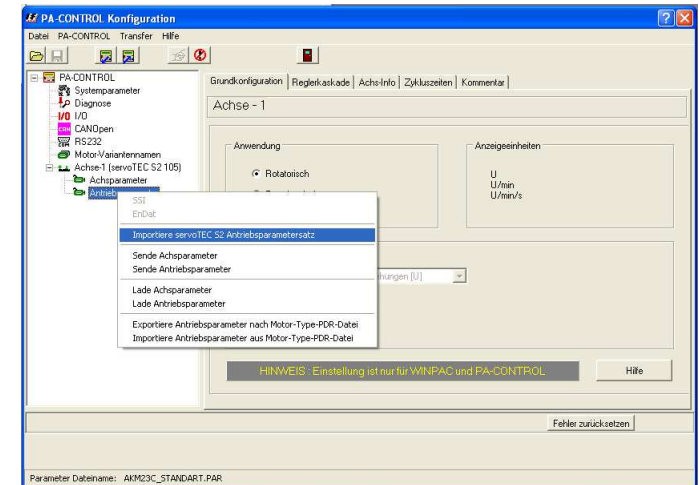 PA-CONTROL Konfiguration
Datei PA-CONTROL Transfer Hilfe
PA-CONTROL
Systemparameter
Diagnose
I/O I/O
CAN CANOpen
RS232
Motor-Variantennamen
Achse-1 (servoTEC S2 105)
Achsparameter
Grundkonfiguration Reglerkaskade Achs-Info Zykluszeiten Kommentar
Achse - 1
Anwendung
Rotatorisch
Anzeigeeinheiten
U
U/min
U/min/s
SSI
EnDat
Importiere servoTEC S2 Antriebsparametersatz
Sende Achsparameter
Sende Antriebsparameter
Lade Achsparameter
Lade Antriebsparameter
Exportiere Antriebsparameter nach Motor-Type-PDR-Datei
Importiere Antriebsparameter aus Motor-Type-PDR-Datei
hungen [U]
HINWEIS : Einstellung ist nur für WINPAC und PA-CONTROL
Hilfe
Fehler zurücksetzen
Parameter Dateiname: AKM23C_STANDART.PAR